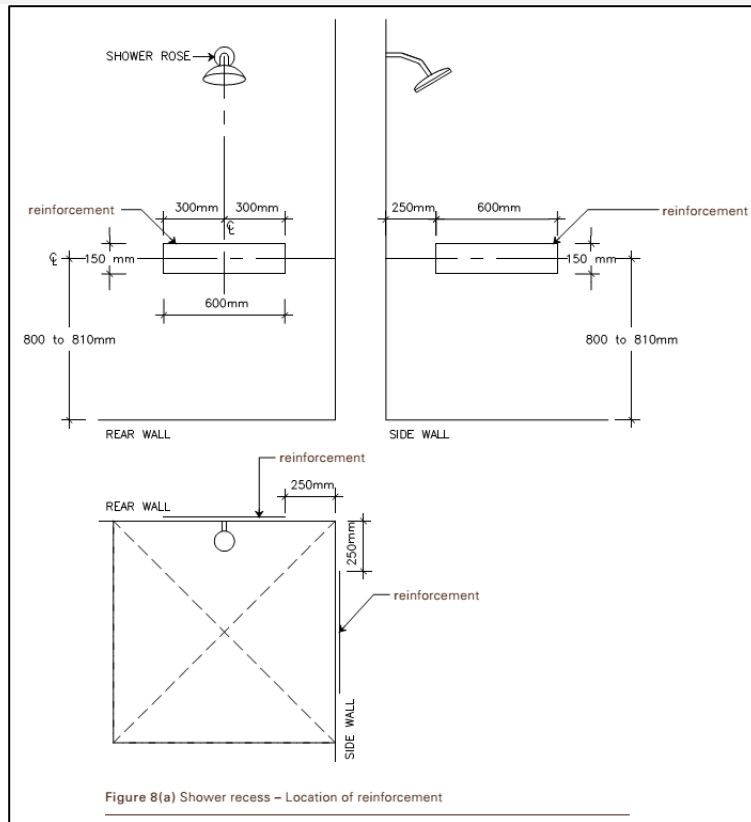 SHOWER ROSE
300mm 300mm
250mm 600mm
reinforcement
reinforcement
℄
℄ 150 mm
150 mm
600mm
800 to 810mm
800 to 810mm
REAR WALL
SIDE WALL
reinforcement
250mm
REAR WALL
250mm
reinforcement
SIDE WALL
Figure 8(a) Shower recess – Location of reinforcement